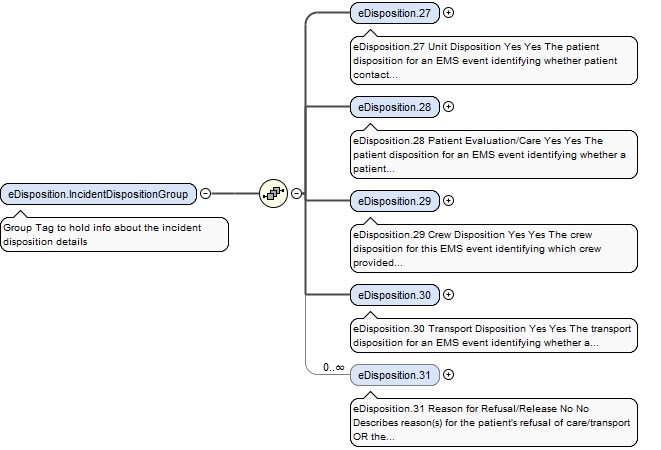 eDisposition.27
eDisposition.27 Unit Disposition Yes Yes The patient
disposition for an EMS event identifying whether patient
contact...
eDisposition.28
eDisposition.28 Patient Evaluation/Care Yes Yes The
patient disposition for an EMS event identifying whether a
patient...
eDisposition.IncidentDispositionGroup
Group Tag to hold info about the incident
disposition details
eDisposition.29
eDisposition.29 Crew Disposition Yes Yes The crew
disposition for this EMS event identifying which crew
provided...
eDisposition.30
eDisposition.30 Transport Disposition Yes Yes The transport
disposition for an EMS event identifying whether a...
0..∞
eDisposition.31
eDisposition.31 Reason for Refusal/Release No No
Describes reason(s) for the patient's refusal of care/transport
OR the...